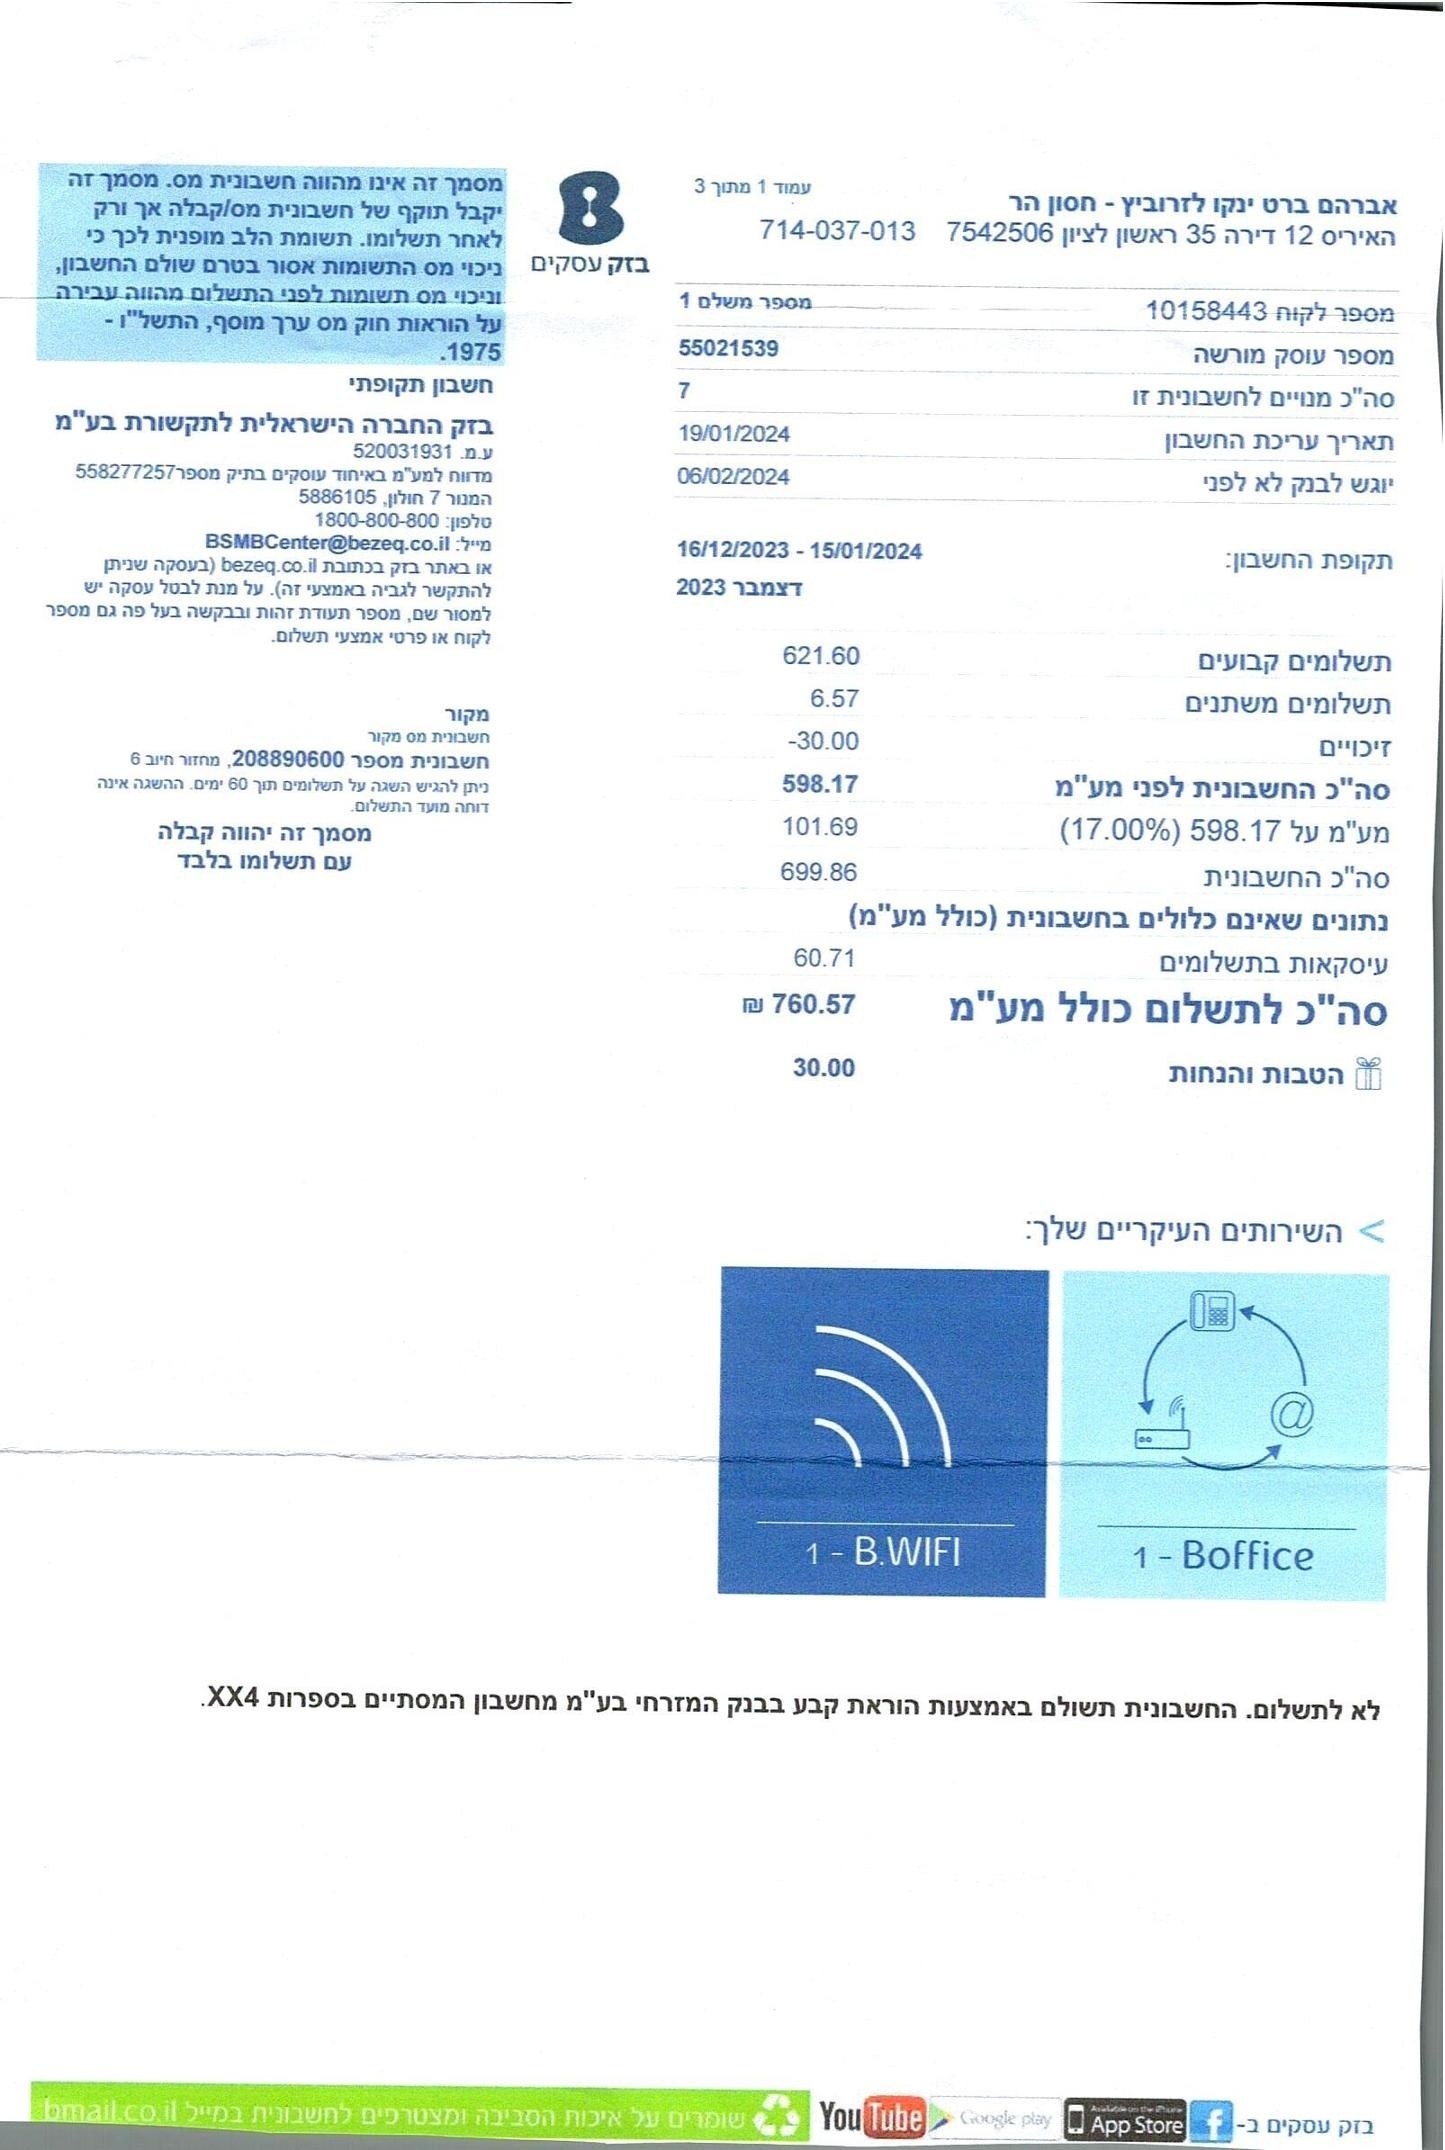 אברהם ברט ינקו לזרוביץ - חסון הר
האיריס 12 דירה 35 ראשון לציון 7542506 714-037-013
עמוד 1 מתוך 3
בזק עסקים
מסמך זה אינו מהווה חשבונית מס. מסמך זה
יקבל תוקף של חשבונית מס/קבלה אך ורק
לאחר תשלומו. תשומת הלב מופנית לכך כי
ניכוי מס התשומות אסור בטרם שולם החשבון,
וניכוי מס תשומות לפני התשלום מהווה עבירה
על הוראות חוק מס ערך מוסף, התשל"ו -
1975.
מספר לקוח 10158443 מספר משלם 1
מספר עוסק מורשה 55021539
סה"כ מנויים לחשבונית זו 7
תאריך עריכת החשבון 19/01/2024
יוגש לבנק לא לפני 06/02/2024
תקופת החשבון: 16/12/2023 - 15/01/2024
דצמבר 2023
תשלומים קבועים 621.60
תשלומים משתנים 6.57
זיכויים -30.00
סה"כ החשבונית לפני מע"מ 598.17
מע"מ על 598.17 (17.00%) 101.69
סה"כ החשבונית 699.86
נתונים שאינם כלולים בחשבונית (כולל מע"מ)
עיסקאות בתשלומים 60.71
סה"כ לתשלום כולל מע"מ 760.57 ₪
הטבות והנחות 30.00
חשבון תקופתי
בזק החברה הישראלית לתקשורת בע"מ
ע.מ. 520031931
מדווח למע"מ באיחוד עוסקים בתיק מספר558277257
המנור 7 חולון, 5886105
טלפון: 1800-800-800
מייל: BSMBCenter@bezeq.co.il
או באתר בזק בכתובת bezeq.co.il (בעסקה שניתן
להתקשר לגביה באמצעי זה). על מנת לבטל עסקה יש
למסור שם, מספר תעודת זהות ובבקשה בעל פה גם מספר
לקוח או פרטי אמצעי תשלום.
מקור
חשבונית מס מקור
חשבונית מספר 208890600, מחזור חיוב 6
ניתן להגיש השגה על תשלומים תוך 60 ימים. ההשגה אינה
דוחה מועד התשלום.
מסמך זה יהווה קבלה
עם תשלומו בלבד
> השירותים העיקריים שלך:
1 - Boffice
1 - B.WIFI
לא לתשלום. החשבונית תשולם באמצעות הוראת קבע בבנק המזרחי בע"מ מחשבון המסתיים בספרות XX4.
בזק עסקים ב-
Available on the iPhone
App Store
Google play
YouTube
שומרים על איכות הסביבה ומצטרפים לחשבונית במייל bmail.co.il